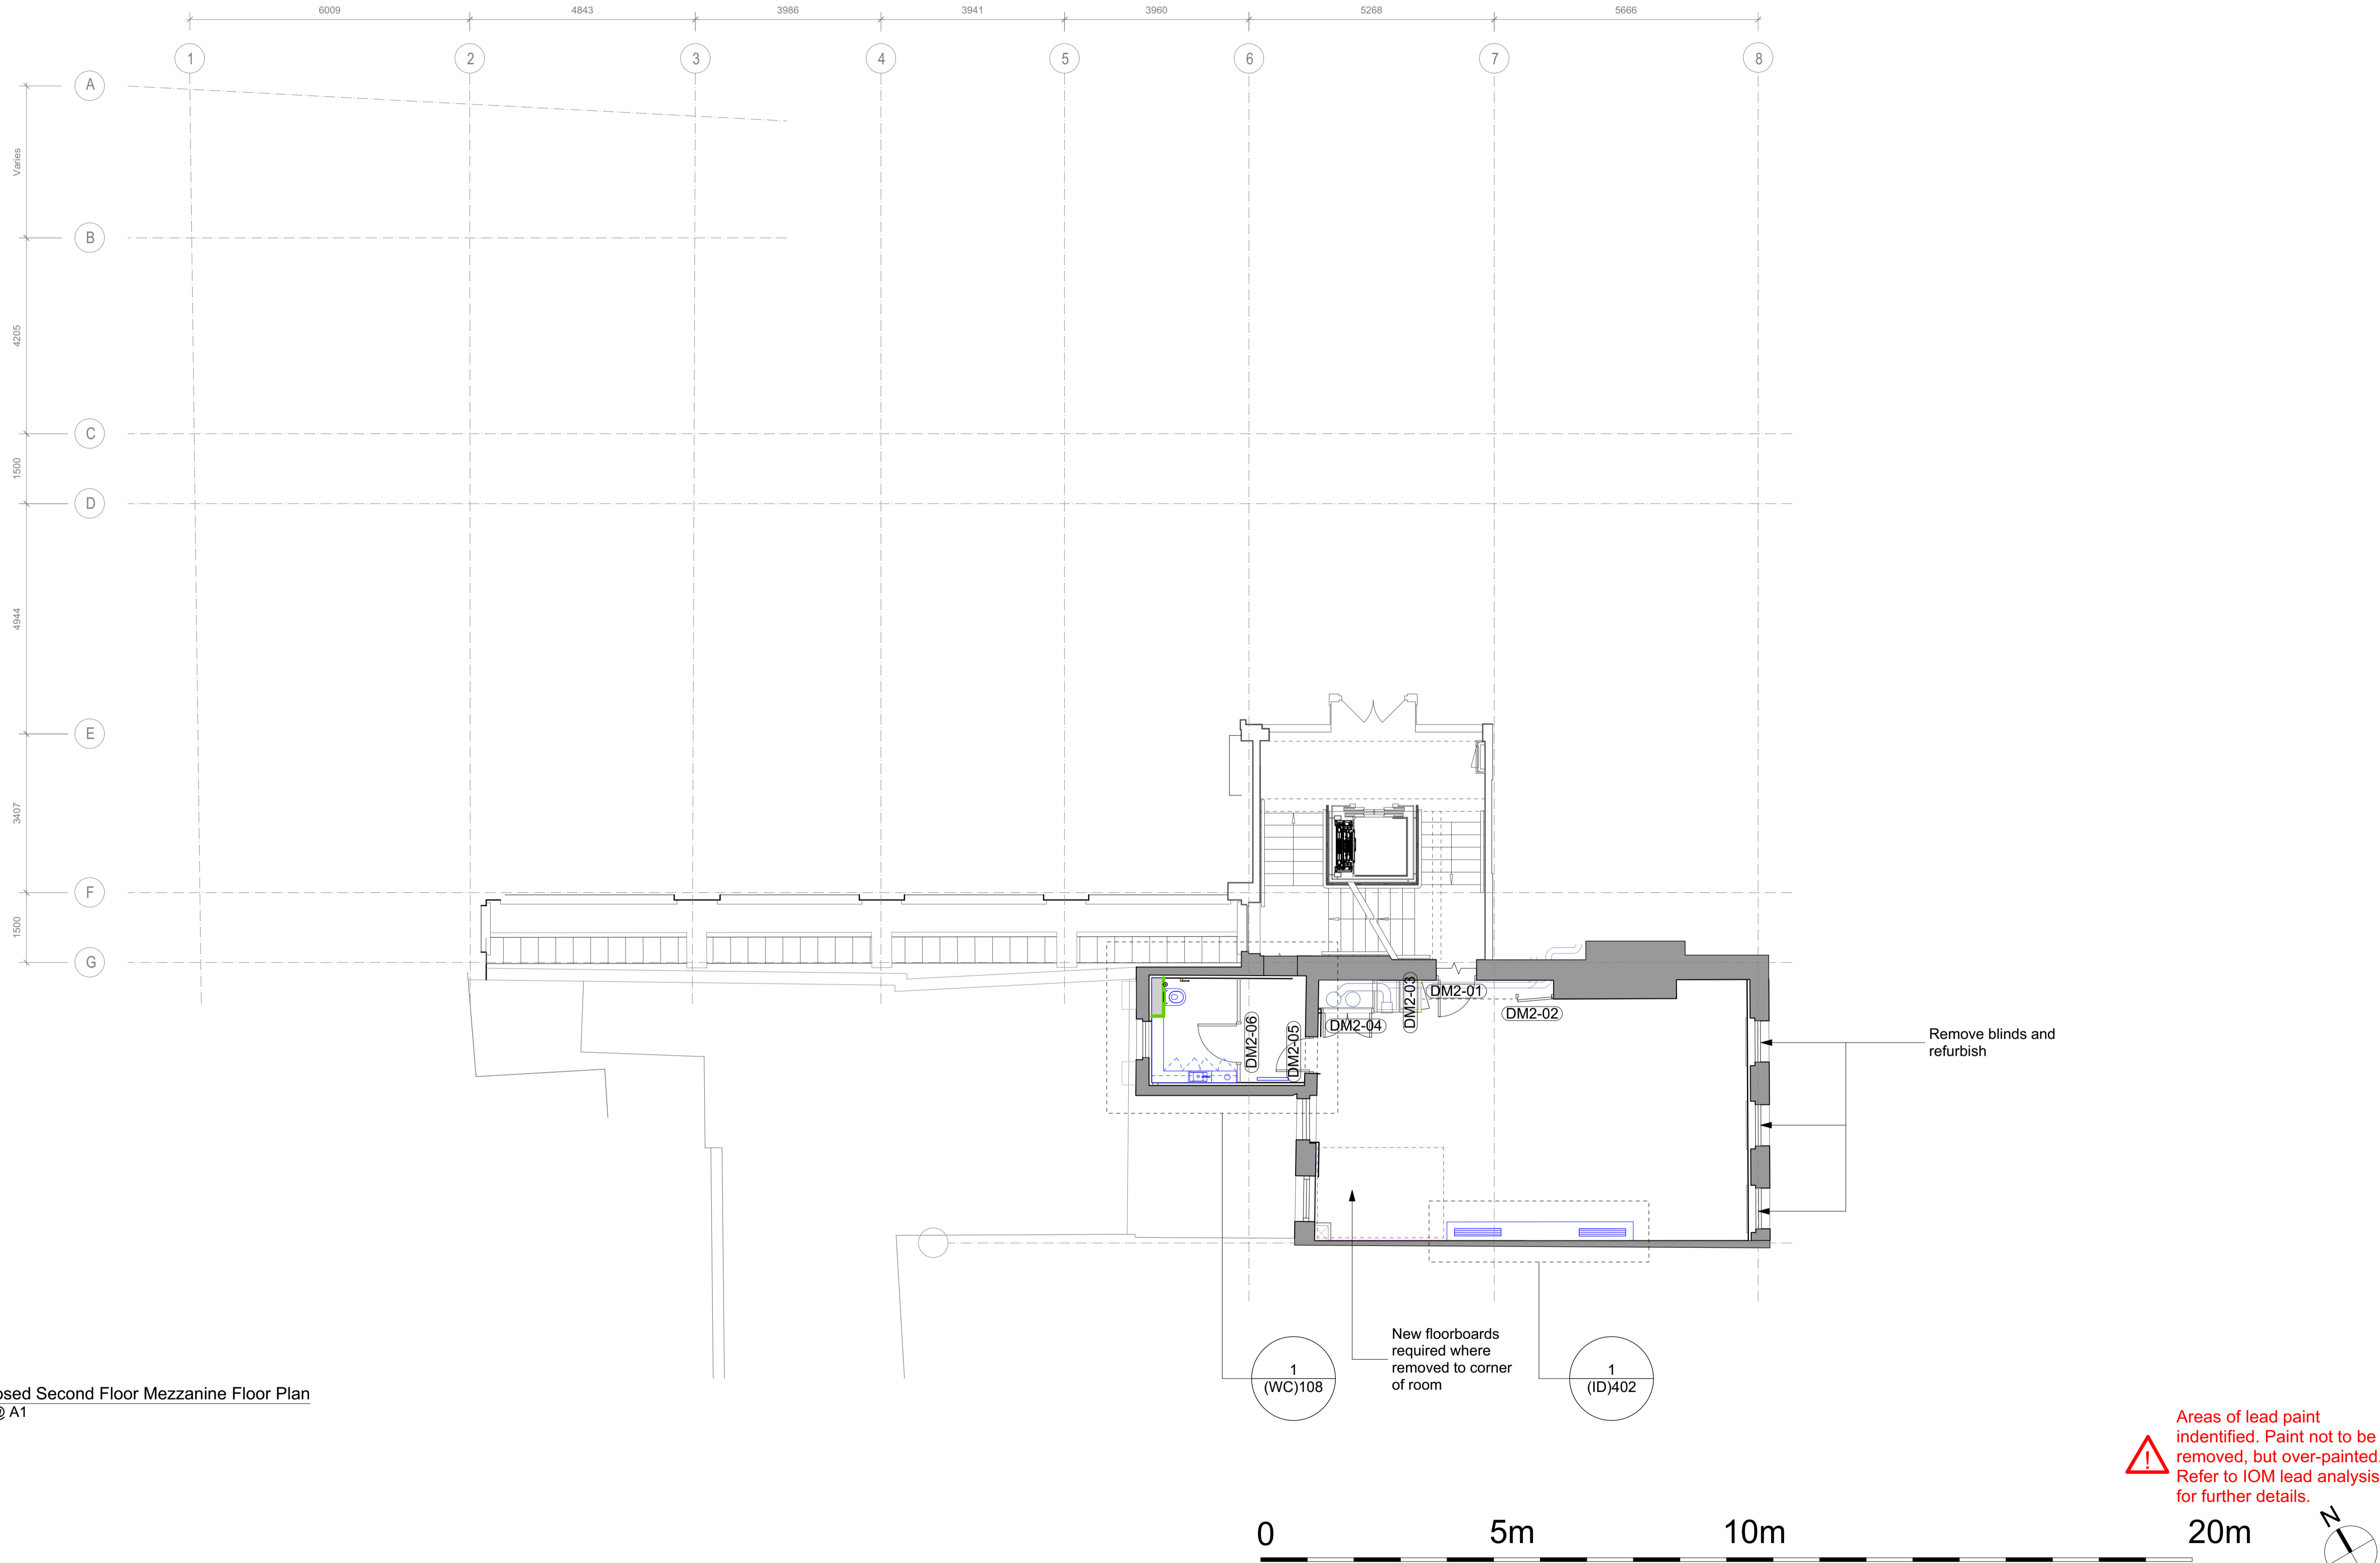 6009
4843
3986
3941
3960
5268
5666
1
2
3
4
5
6
7
8
A
Varies
B
4205
C
1500
D
4944
E
3407
F
1500
G
DM2-06
DM2-05
DM2-04
DM2-03
DM2-01
DM2-02
Remove blinds and
refurbish
New floorboards
required where
removed to corner
of room
1
(WC)108
1
(ID)402
osed Second Floor Mezzanine Floor Plan
@ A1
!
Areas of lead paint
indentified. Paint not to be
removed, but over-painted.
Refer to IOM lead analysis
for further details.
N
0
5m
10m
20m